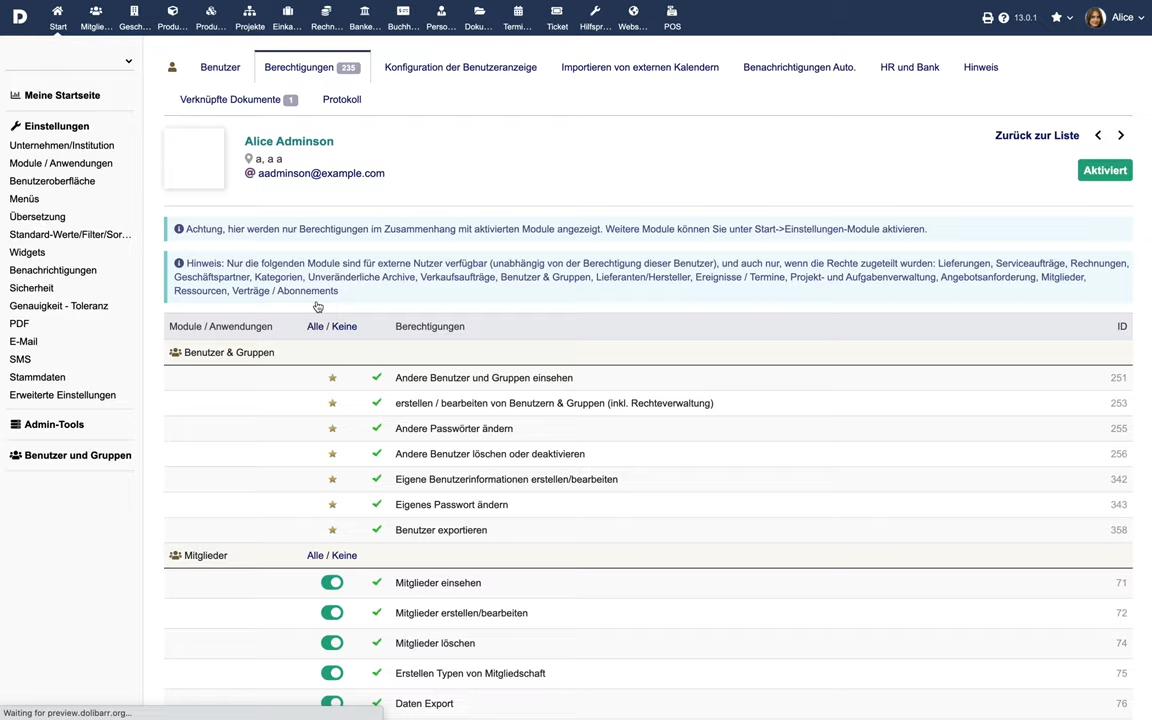 Start
Mitglie...
Gesch...
Produ...
Produ...
Projekte
Einka...
Rechn...
Banke...
Buchh...
Perso...
Doku...
Termi...
Ticket
Hilfspr...
Webs...
POS
13.0.1
Alice
Meine Startseite
Einstellungen
Unternehmen/Institution
Module / Anwendungen
Benutzeroberfläche
Menüs
Übersetzung
Standard-Werte/Filter/Sor...
Widgets
Benachrichtigungen
Sicherheit
Genauigkeit - Toleranz
PDF
E-Mail
SMS
Stammdaten
Erweiterte Einstellungen
Admin-Tools
Benutzer und Gruppen
Benutzer
Berechtigungen 235
Konfiguration der Benutzeranzeige
Importieren von externen Kalendern
Benachrichtigungen Auto.
HR und Bank
Hinweis
Verknüpfte Dokumente 1
Protokoll
Alice Adminson
a, a a
aadminson@example.com
Zurück zur Liste
Aktiviert
Achtung, hier werden nur Berechtigungen im Zusammenhang mit aktivierten Module angezeigt. Weitere Module können Sie unter Start->Einstellungen-Module aktivieren.
Hinweis: Nur die folgenden Module sind für externe Nutzer verfügbar (unabhängig von der Berechtigung dieser Benutzer), und auch nur, wenn die Rechte zugeteilt wurden: Lieferungen, Serviceaufträge, Rechnungen,
Geschäftspartner, Kategorien, Unveränderliche Archive, Verkaufsaufträge, Benutzer & Gruppen, Lieferanten/Hersteller, Ereignisse / Termine, Projekt- und Aufgabenverwaltung, Angebotsanforderung, Mitglieder,
Ressourcen, Verträge / Abonnements
Module / Anwendungen Alle / Keine Berechtigungen ID
Benutzer & Gruppen
Andere Benutzer und Gruppen einsehen 251
erstellen / bearbeiten von Benutzern & Gruppen (inkl. Rechteverwaltung) 253
Andere Passwörter ändern 255
Andere Benutzer löschen oder deaktivieren 256
Eigene Benutzerinformationen erstellen/bearbeiten 342
Eigenes Passwort ändern 343
Benutzer exportieren 358
Mitglieder Alle / Keine
Mitglieder einsehen 71
Mitglieder erstellen/bearbeiten 72
Mitglieder löschen 74
Erstellen Typen von Mitgliedschaft 75
Daten Export 76
Waiting for preview.dolibarr.org...